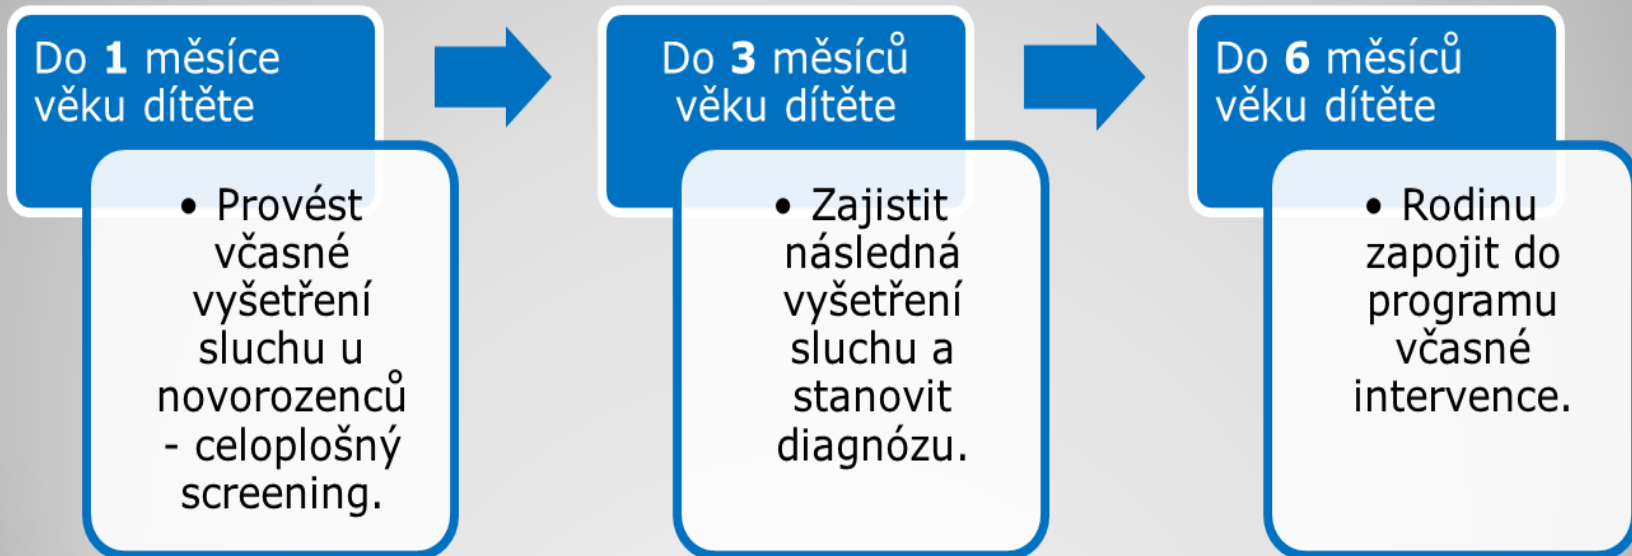 Do 1 měsíce
věku dítěte
• Provést
včasné
vyšetření
sluchu u
novorozenců
- celoplošný
screening.
Do 3 měsíců
věku dítěte
• Zajistit
následná
vyšetření
sluchu a
stanovit
diagnózu.
Do 6 měsíců
věku dítěte
• Rodinu
zapojit do
programu
včasné
intervence.